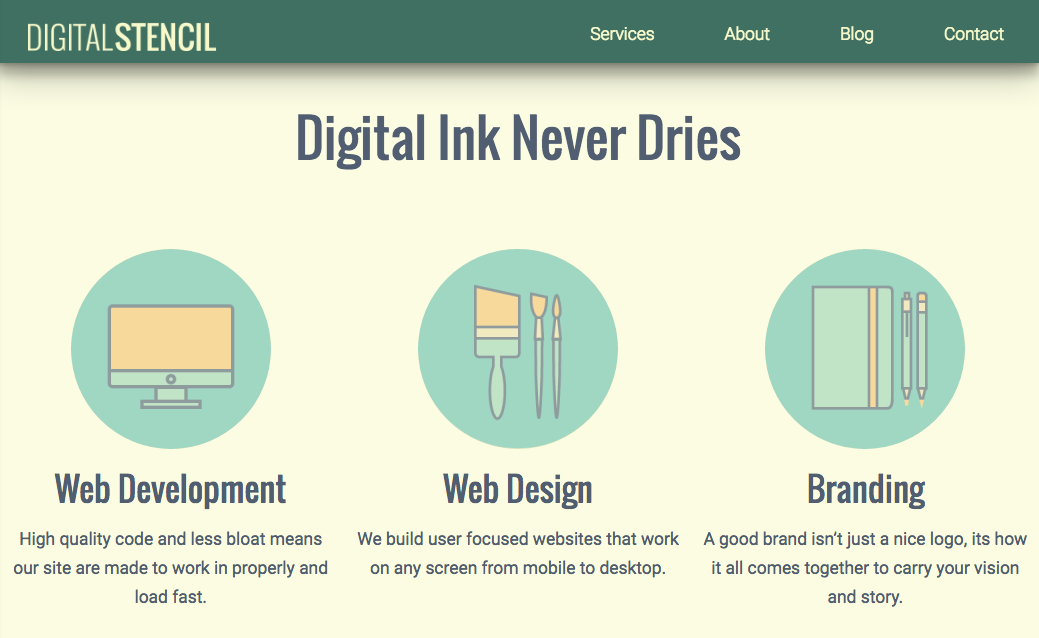 DIGITALSTENCIL Services About Blog Contact
Digital Ink Never Dries
Web Development
High quality code and less bloat means
our site are made to work in properly and
load fast.
Web Design
We build user focused websites that work
on any screen from mobile to desktop.
Branding
A good brand isn’t just a nice logo, its how
it all comes together to carry your vision
and story.